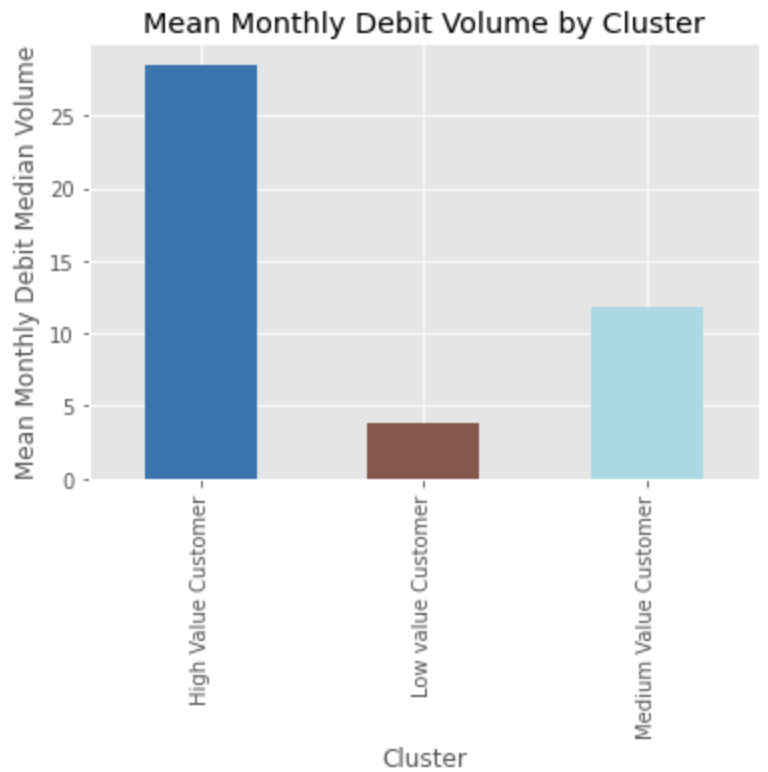 Mean Monthly Debit Volume by Cluster
Mean Monthly Debit Median Volume
25
20
15
10
5
0
High Value Customer
Low value Customer
Medium Value Customer
Cluster